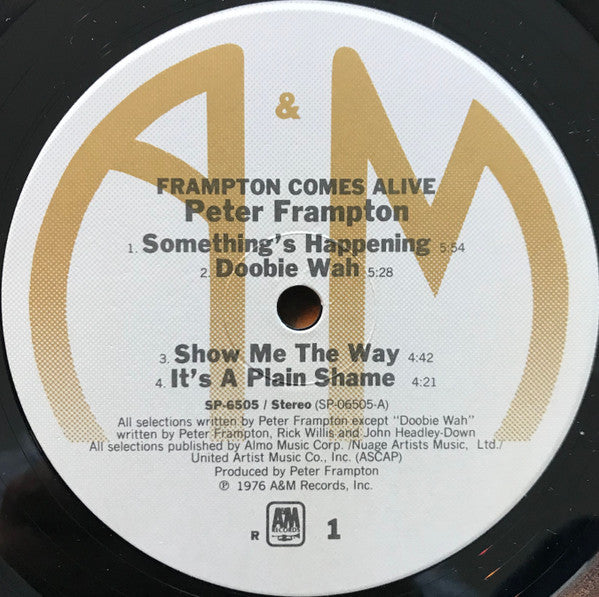 A & M
FRAMPTON COMES ALIVE
Peter Frampton
1. Something's Happening 5:54
2. Doobie Wah 5:28
3. Show Me The Way 4:42
4. It's A Plain Shame 4:21
SP-6505 / Stereo (SP-06505-A)
All selections written by Peter Frampton except "Doobie Wah"
written by Peter Frampton, Rick Willis and John Headley-Down
All selections published by Almo Music Corp. /Nuage Artists Music, Ltd./
United Artist Music Co., Inc. (ASCAP)
Produced by Peter Frampton
℗ 1976 A&M Records, Inc.
R A&M RECORDS 1